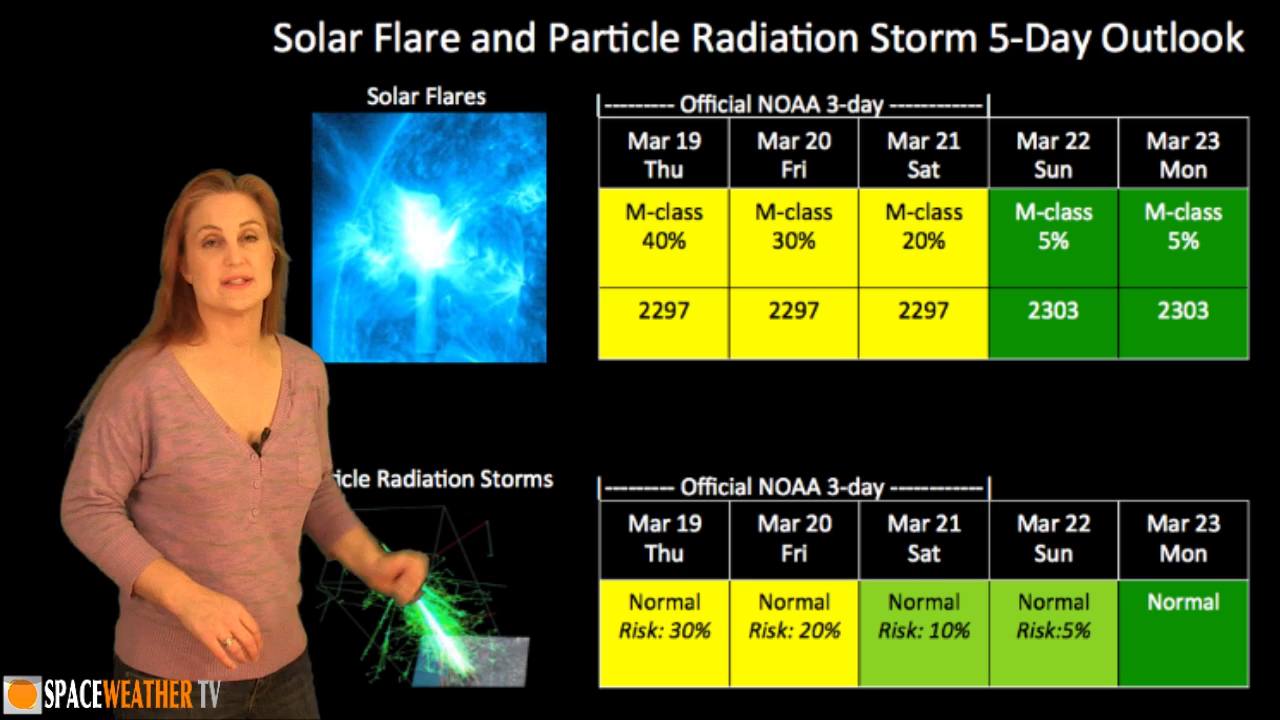 Solar Flare and Particle Radiation Storm 5-Day Outlook
Solar Flares
|--------- Official NOAA 3-day ------------|
Mar 19 Mar 20 Mar 21 Mar 22 Mar 23
Thu Fri Sat Sun Mon
M-class M-class M-class M-class M-class
40% 30% 20% 5% 5%
2297 2297 2297 2303 2303
icle Radiation Storms
|--------- Official NOAA 3-day ------------|
Mar 19 Mar 20 Mar 21 Mar 22 Mar 23
Thu Fri Sat Sun Mon
Normal Normal Normal Normal Normal
Risk: 30% Risk: 20% Risk: 10% Risk:5%
SPACEWEATHER TV